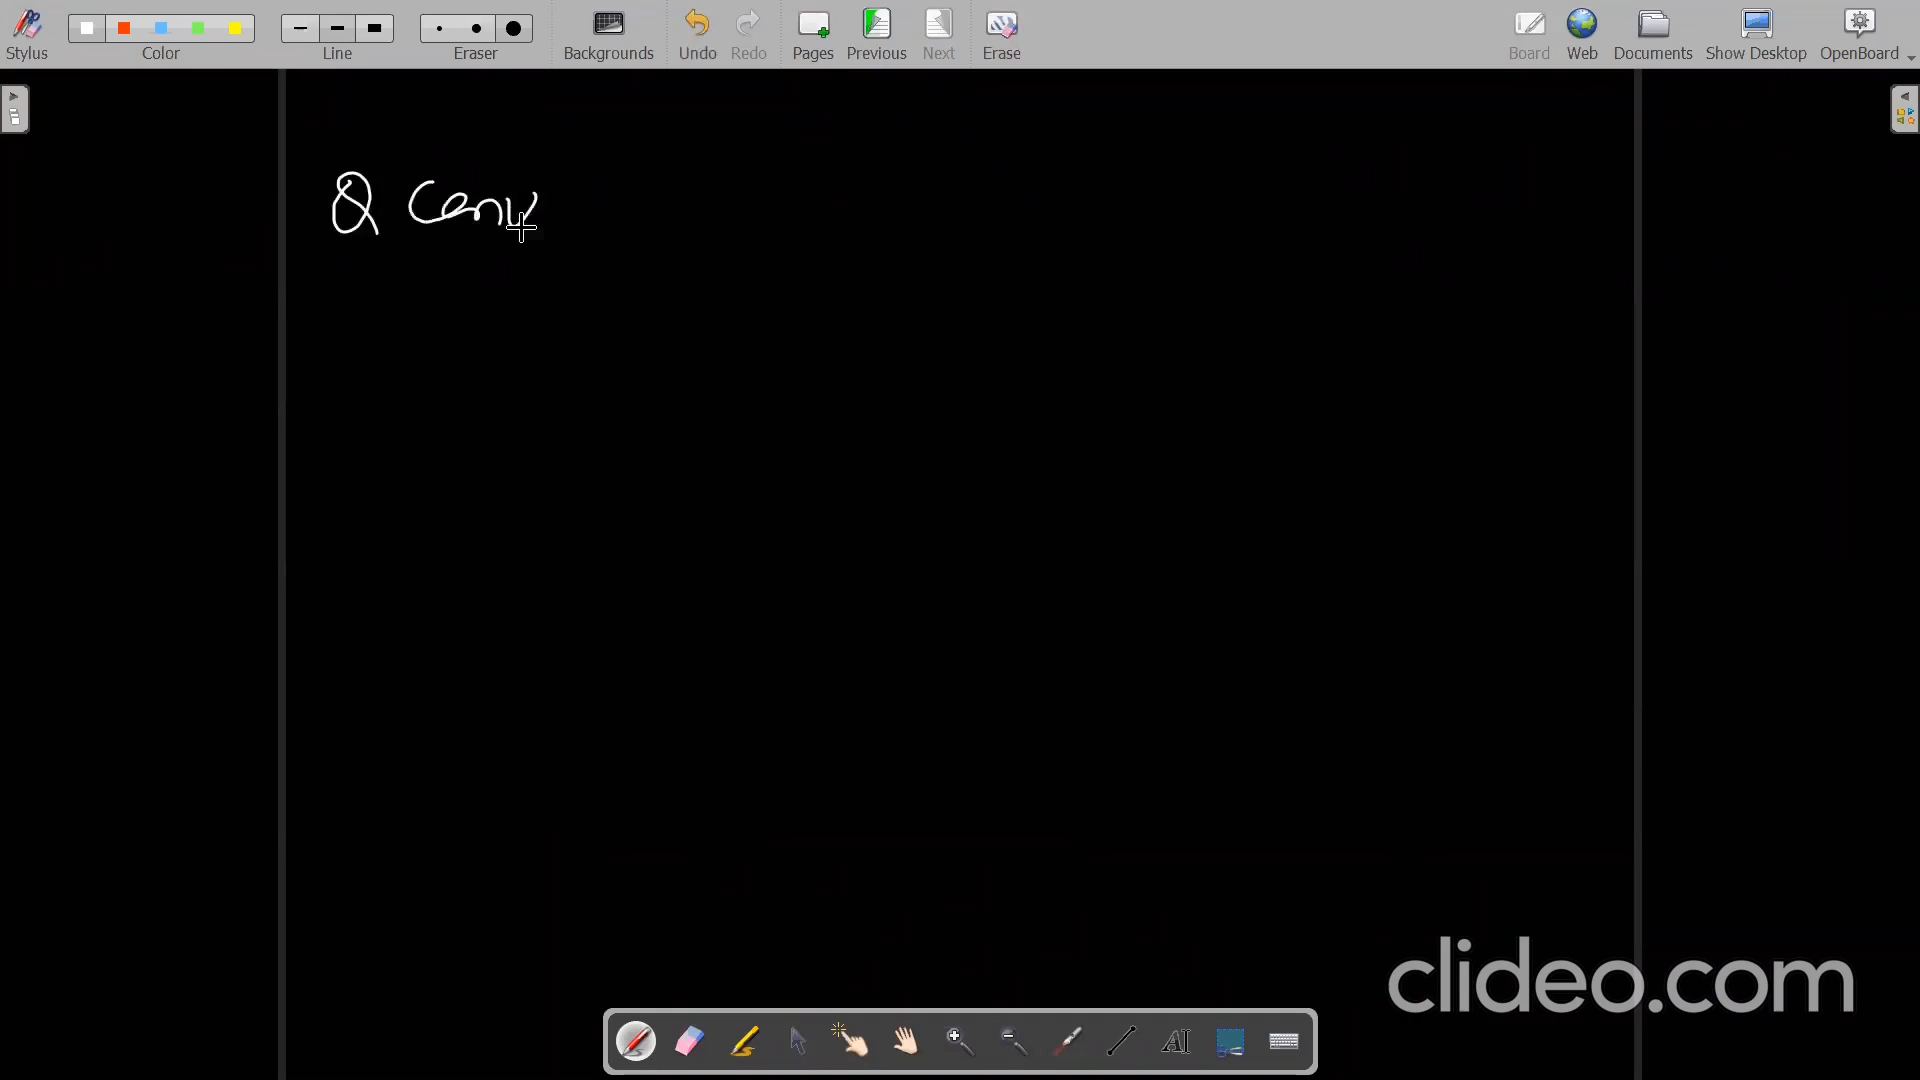 Stylus Color Line Eraser Backgrounds Undo Redo Pages Previous Next Erase Board Web Documents Show Desktop OpenBoard
Q Conv
AI
clideo.com